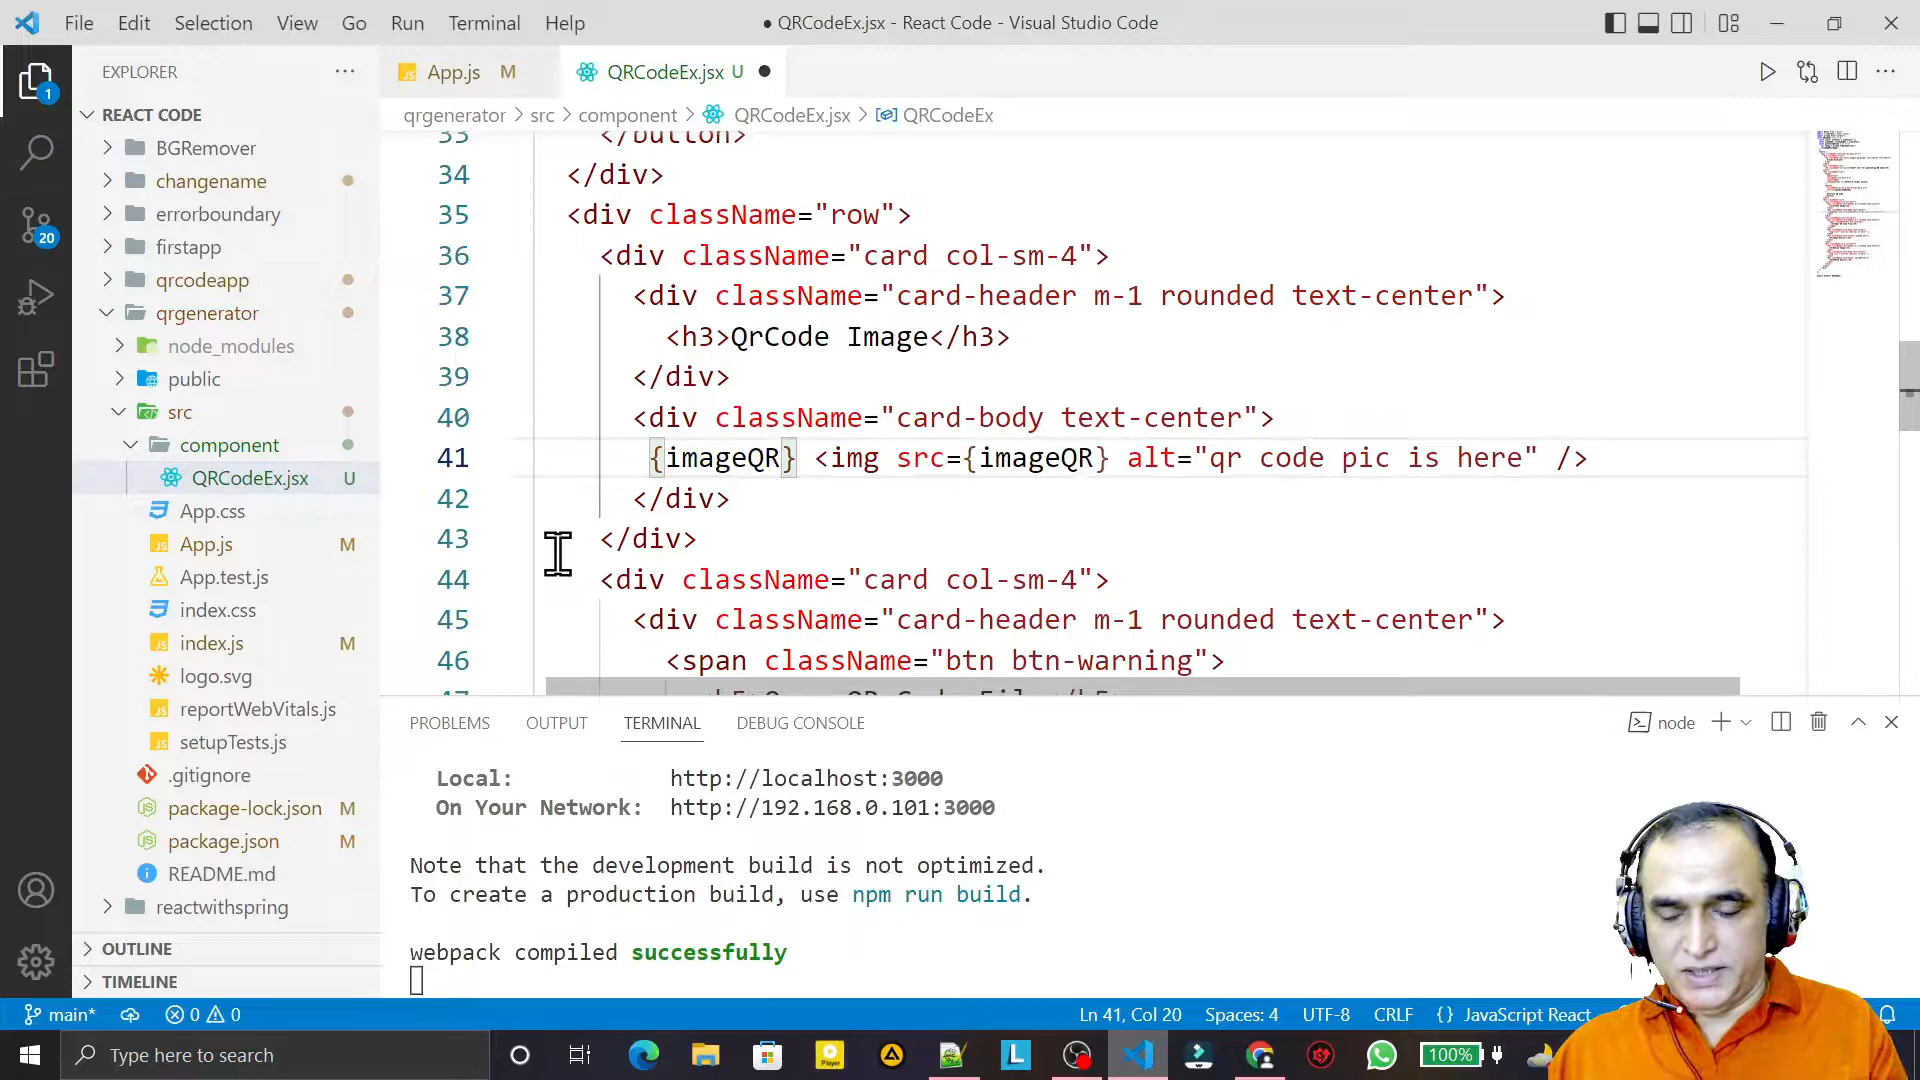 File Edit Selection View Go Run Terminal Help
● QRCodeEx.jsx - React Code - Visual Studio Code
EXPLORER
REACT CODE
BGRemover
changename
errorboundary
firstapp
qrcodeapp
qrgenerator
node_modules
public
src
component
QRCodeEx.jsx U
App.css
App.js M
App.test.js
index.css
index.js M
logo.svg
reportWebVitals.js
setupTests.js
.gitignore
package-lock.json M
package.json M
README.md
reactwithspring
OUTLINE
TIMELINE
1
20
App.js M
QRCodeEx.jsx U
qrgenerator > src > component > QRCodeEx.jsx > QRCodeEx
33 </button>
34 </div>
35 <div className="row">
36 <div className="card col-sm-4">
37 <div className="card-header m-1 rounded text-center">
38 <h3>QrCode Image</h3>
39 </div>
40 <div className="card-body text-center">
41 {imageQR} <img src={imageQR} alt="qr code pic is here" />
42 </div>
43 </div>
44 <div className="card col-sm-4">
45 <div className="card-header m-1 rounded text-center">
46 <span className="btn btn-warning">
PROBLEMS OUTPUT TERMINAL DEBUG CONSOLE
node
Local: http://localhost:3000
On Your Network: http://192.168.0.101:3000
Note that the development build is not optimized.
To create a production build, use npm run build.
webpack compiled successfully
main* 0 0
Ln 41, Col 20 Spaces: 4 UTF-8 CRLF {} JavaScript React
Type here to search
Player
L
100%